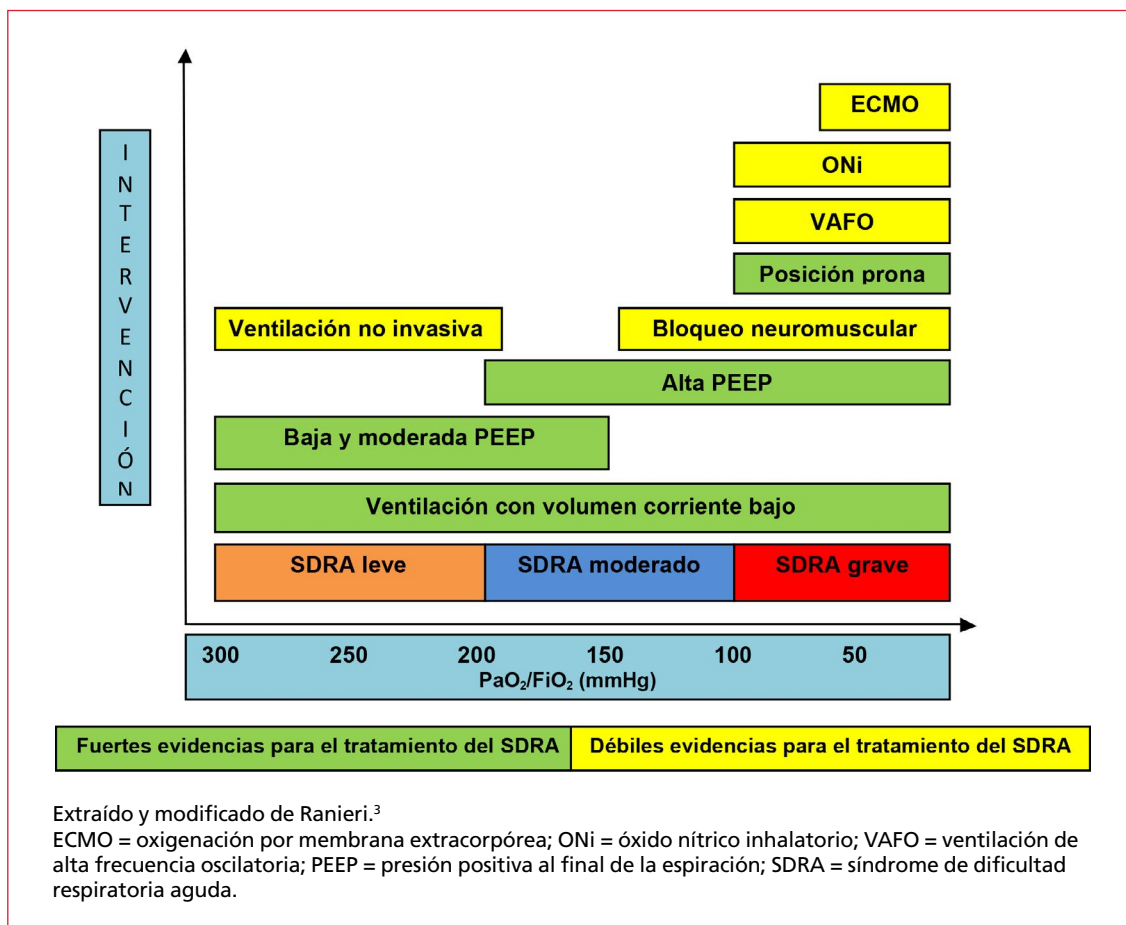 ECMO
ONi
VAFO
Posición prona
Ventilación no invasiva
Bloqueo neuromuscular
Alta PEEP
Baja y moderada PEEP
Ventilación con volumen corriente bajo
SDRA leve
SDRA moderado
SDRA grave
INTERVENCIÓN
300 250 200 150 100 50
PaO₂/FiO₂ (mmHg)
Fuertes evidencias para el tratamiento del SDRA
Débiles evidencias para el tratamiento del SDRA
Extraído y modificado de Ranieri.³
ECMO = oxigenación por membrana extracorpórea; ONi = óxido nítrico inhalatorio; VAFO = ventilación de
alta frecuencia oscilatoria; PEEP = presión positiva al final de la espiración; SDRA = síndrome de dificultad
respiratoria aguda.